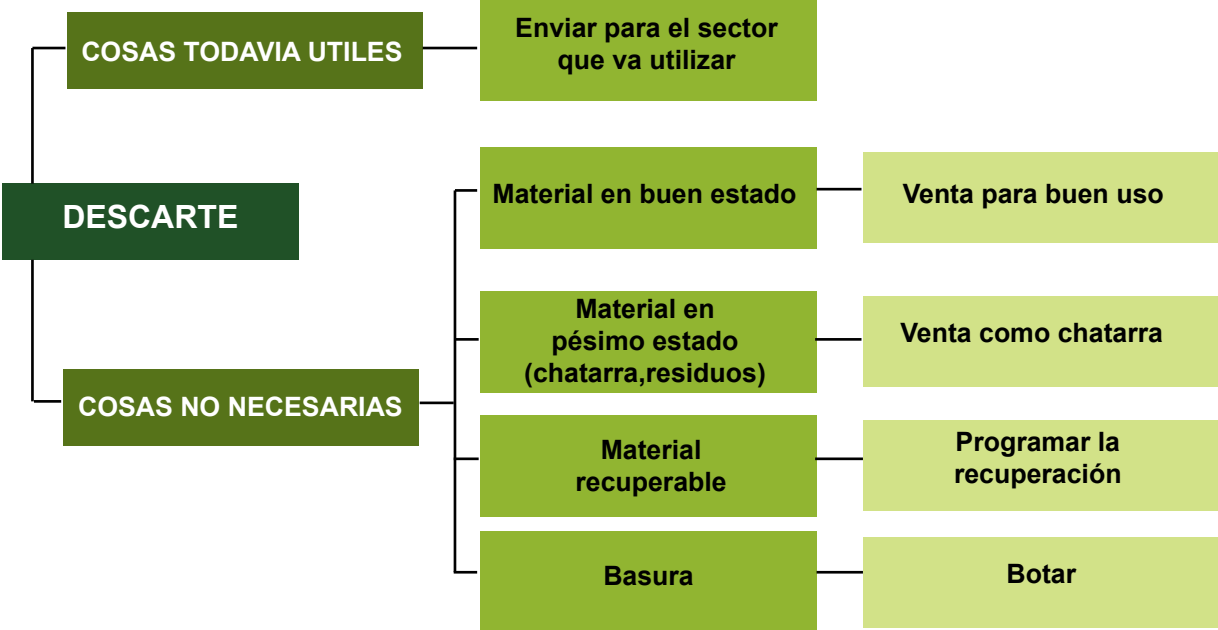 COSAS TODAVIA UTILES
Enviar para el sector
que va utilizar
DESCARTE
Material en buen estado
Venta para buen uso
Material en
pésimo estado
(chatarra,residuos)
Venta como chatarra
COSAS NO NECESARIAS
Material
recuperable
Programar la
recuperación
Basura
Botar